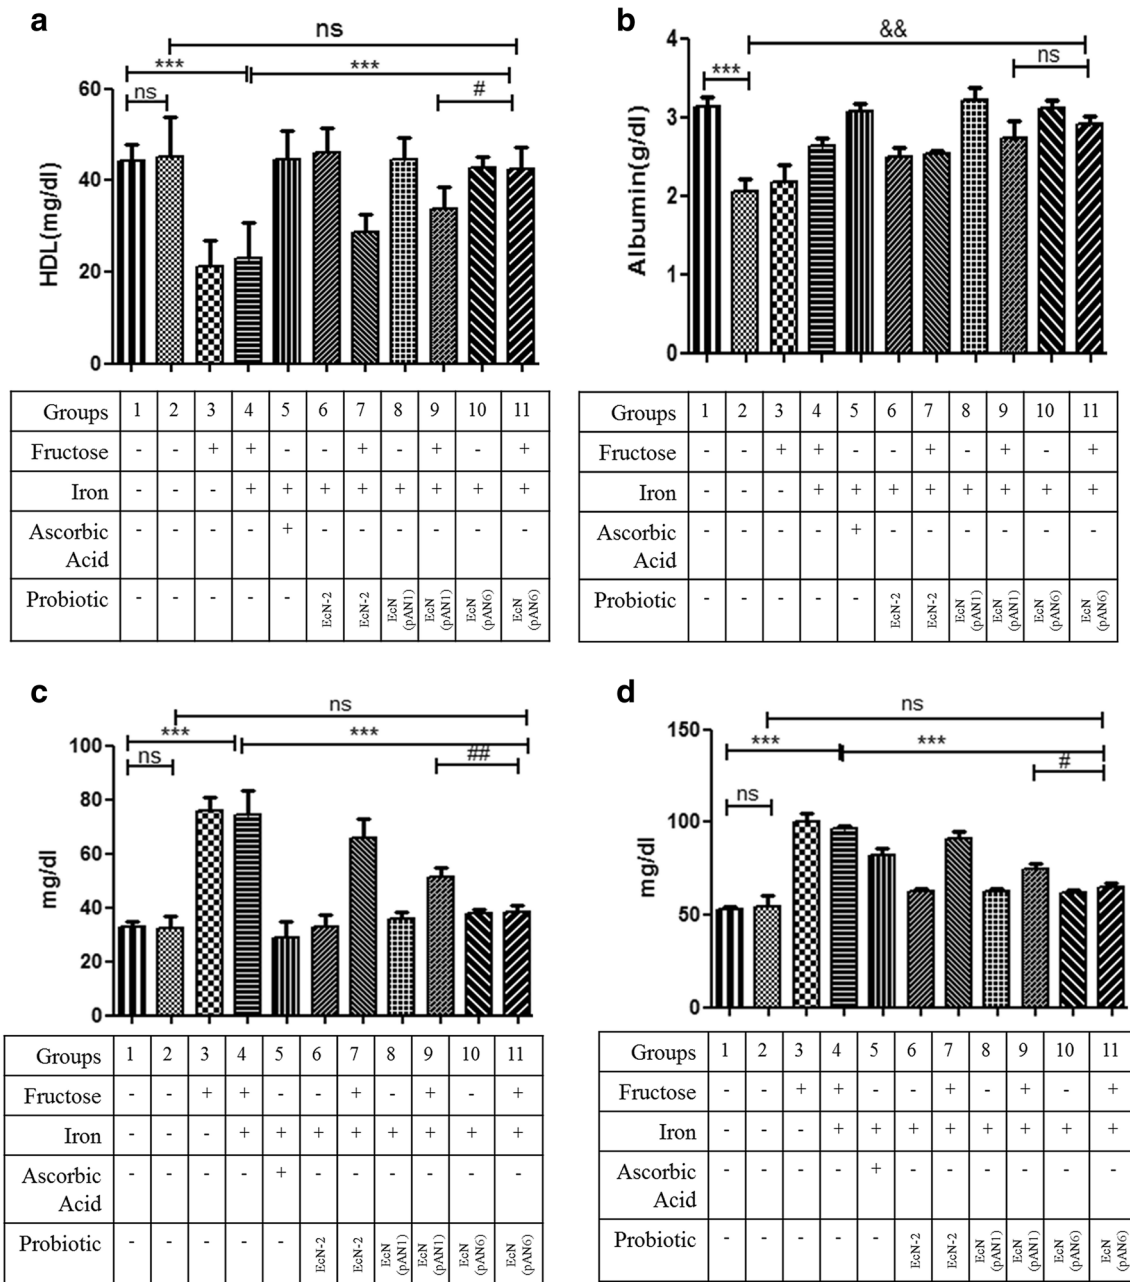 a
ns
***
***
ns
#
HDL(mg/dl)
60
40
20
0
Groups 1 2 3 4 5 6 7 8 9 10 11
Fructose - - + + - - + - + - +
Iron - - - + + + + + + + +
Ascorbic
Acid - - - - + - - - - - -
Probiotic - - - - - EcN-2 EcN-2 EcN (pAN1) EcN (pAN1) EcN (pAN6) EcN (pAN6)
b
&&
***
ns
Albumin(g/dl)
4
3
2
1
0
Groups 1 2 3 4 5 6 7 8 9 10 11
Fructose - - + + - - + - + - +
Iron - - - + + + + + + + +
Ascorbic
Acid - - - - + - - - - - -
Probiotic - - - - - EcN-2 EcN-2 EcN (pAN1) EcN (pAN1) EcN (pAN6) EcN (pAN6)
c
ns
***
***
ns
##
mg/dl
100
80
60
40
20
0
Groups 1 2 3 4 5 6 7 8 9 10 11
Fructose - - + + - - + - + - +
Iron - - - + + + + + + + +
Ascorbic
Acid - - - - + - - - - - -
Probiotic - - - - - EcN-2 EcN-2 EcN (pAN1) EcN (pAN1) EcN (pAN6) EcN (pAN6)
d
ns
***
***
#
ns
mg/dl
150
100
50
0
Groups 1 2 3 4 5 6 7 8 9 10 11
Fructose - - + + - - + - + - +
Iron - - - + + + + + + + +
Ascorbic
Acid - - - - + - - - - - -
Probiotic - - - - - EcN-2 EcN-2 EcN (pAN1) EcN (pAN1) EcN (pAN6) EcN (pAN6)